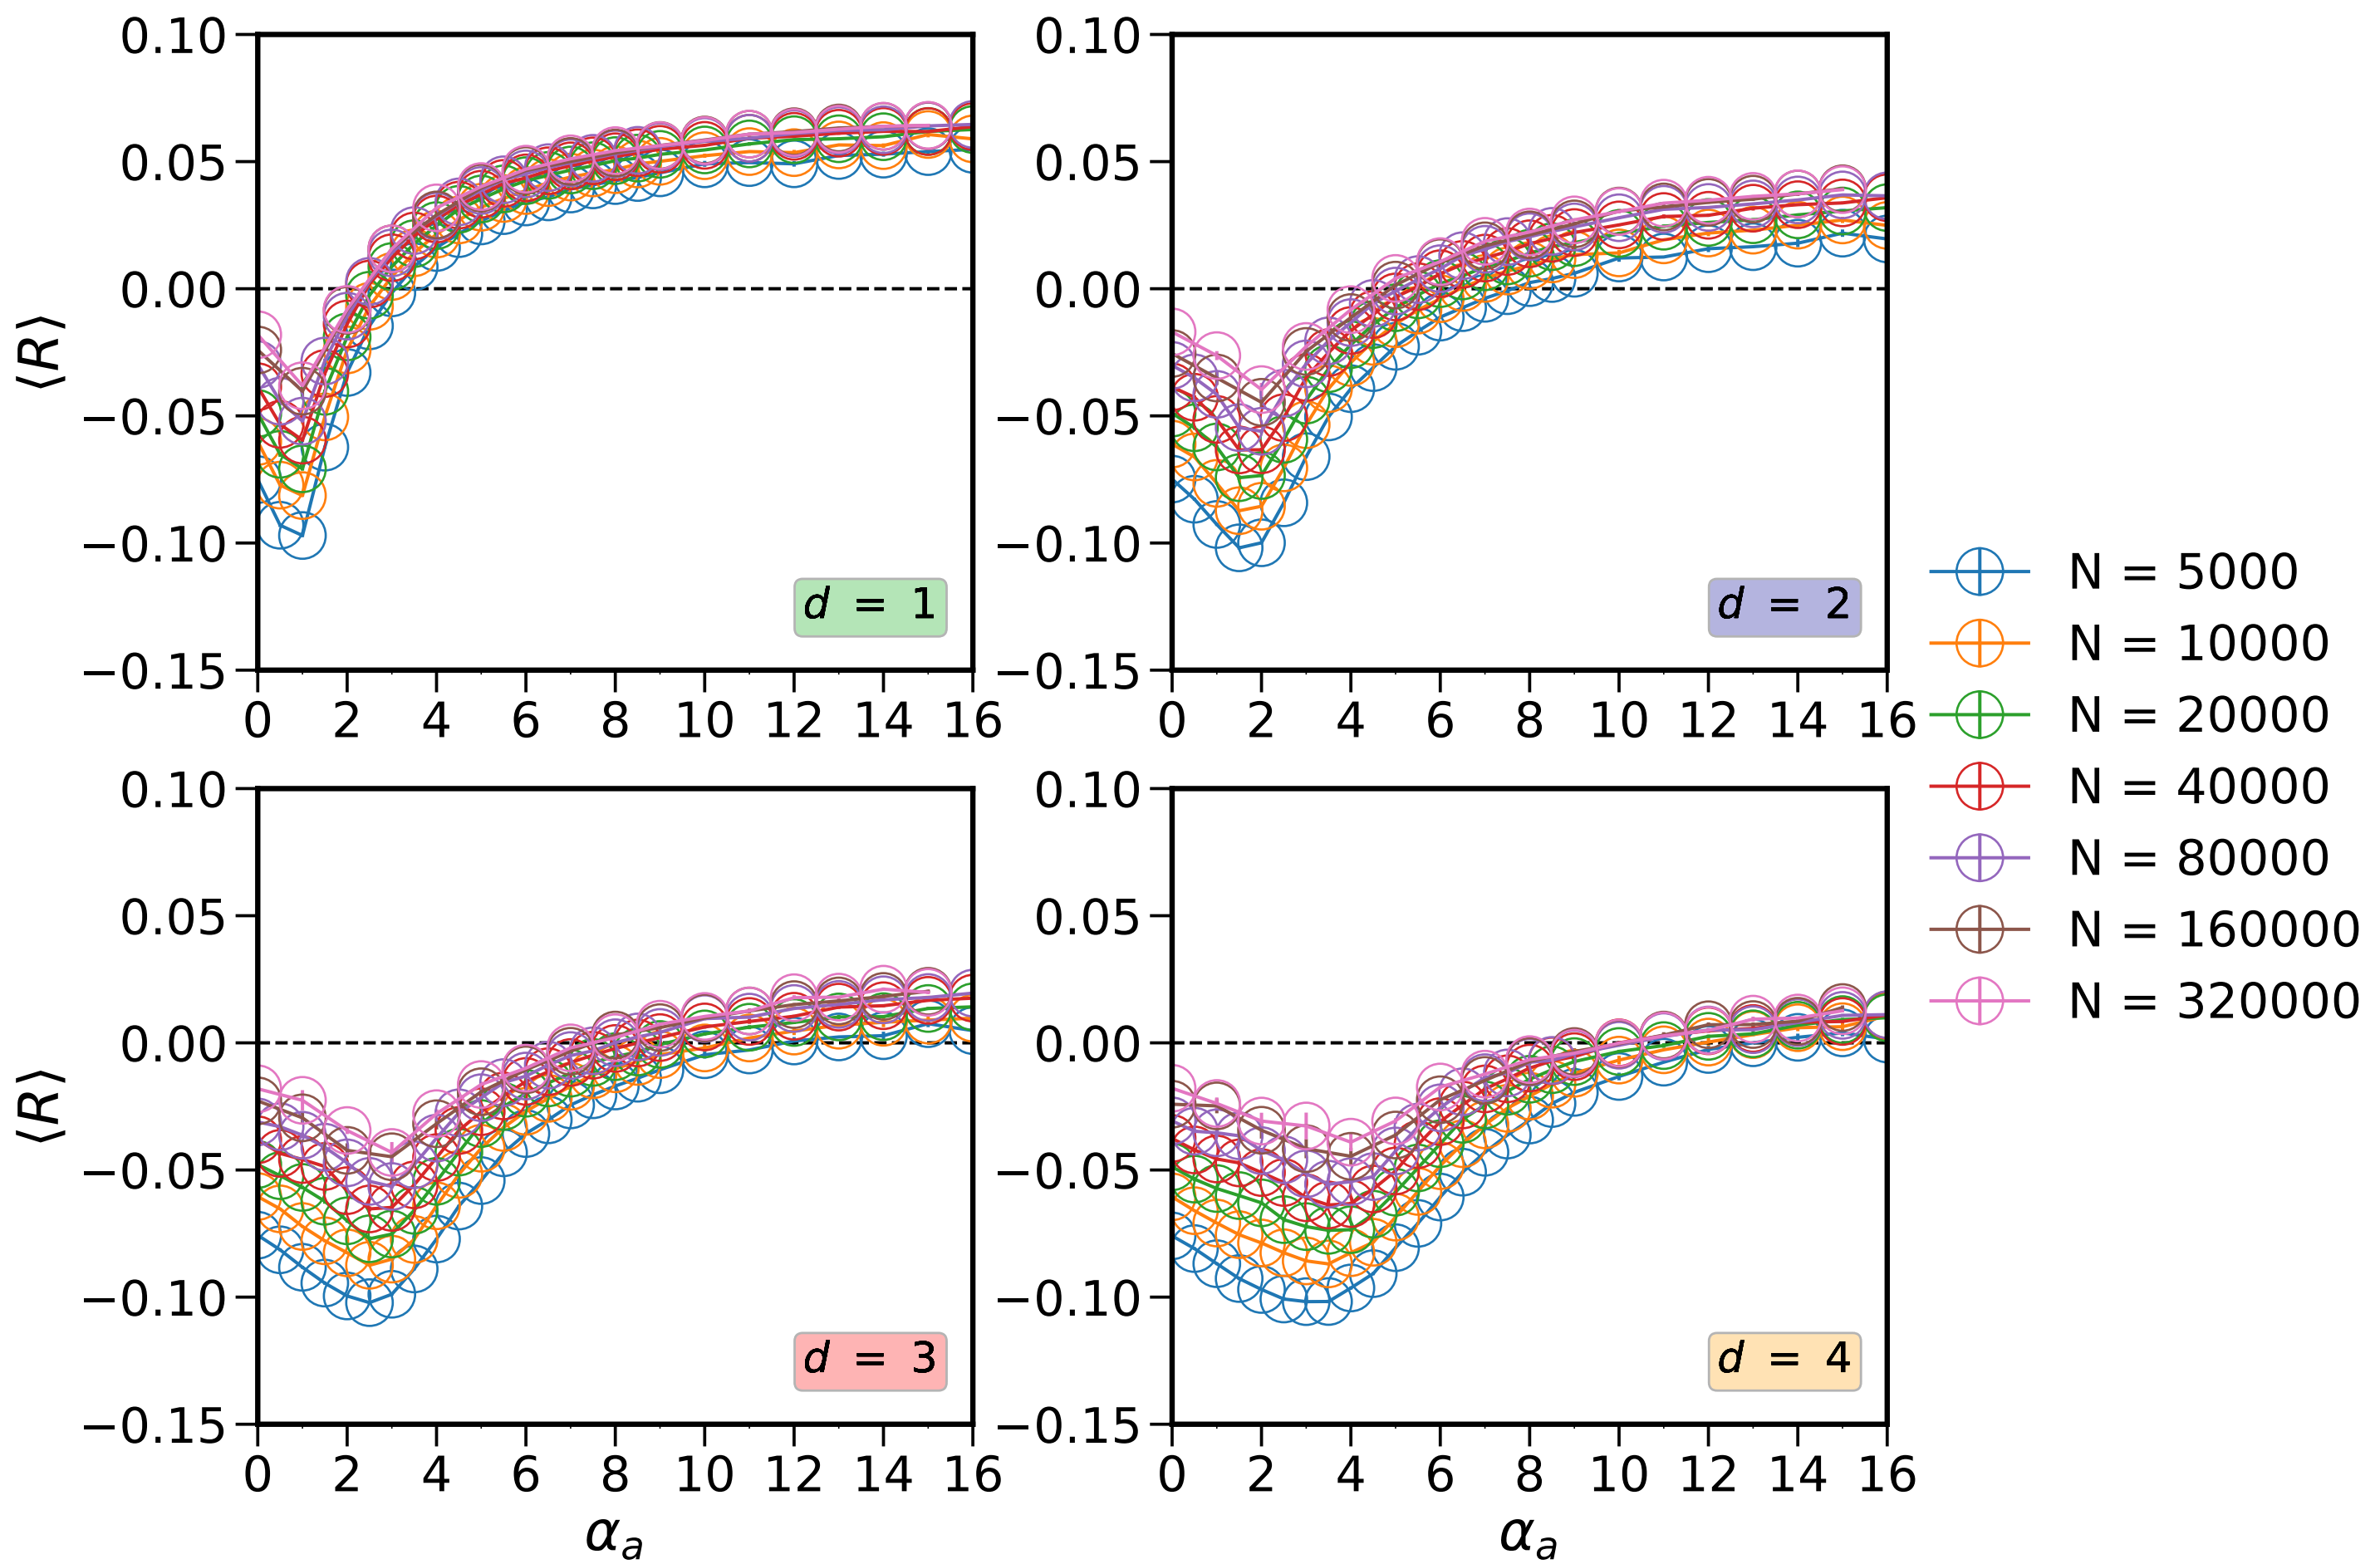 0.10
0.05
0.00
−0.05
−0.10
−0.15
⟨R⟩
0 2 4 6 8 10 12 14 16
d = 1
0.10
0.05
0.00
−0.05
−0.10
−0.15
0 2 4 6 8 10 12 14 16
d = 2
0.10
0.05
0.00
−0.05
−0.10
−0.15
⟨R⟩
0 2 4 6 8 10 12 14 16
α_a
d = 3
0.10
0.05
0.00
−0.05
−0.10
−0.15
0 2 4 6 8 10 12 14 16
α_a
d = 4
N = 5000
N = 10000
N = 20000
N = 40000
N = 80000
N = 160000
N = 320000